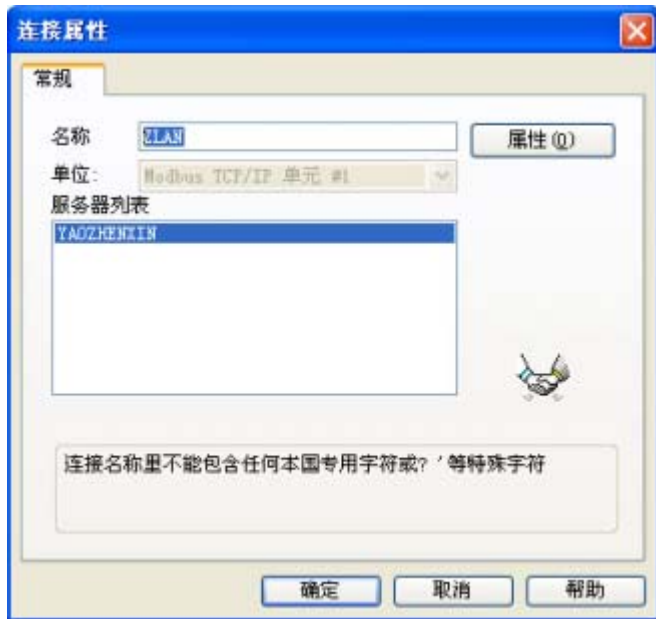 连接属性
常规
名称 ZLAN 属性(O)
单位: Modbus TCP/IP 单元 #1
服务器列表
YAOZHENXIN
连接名称里不能包含任何本国专用字符或?'等特殊字符
确定 取消 帮助